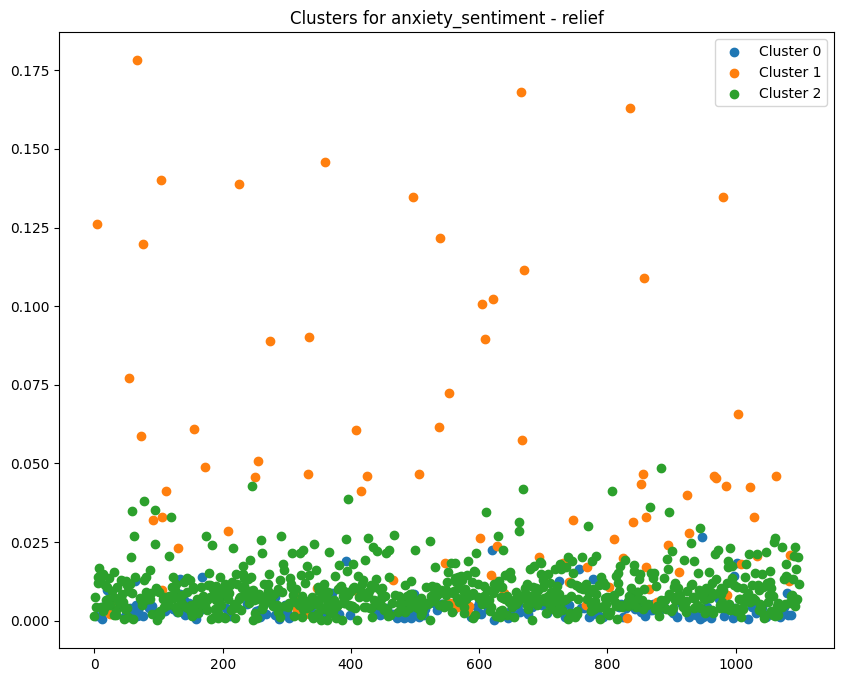 Clusters for anxiety_sentiment - relief
Cluster 0
Cluster 1
Cluster 2
0.175
0.150
0.125
0.100
0.075
0.050
0.025
0.000
0 200 400 600 800 1000